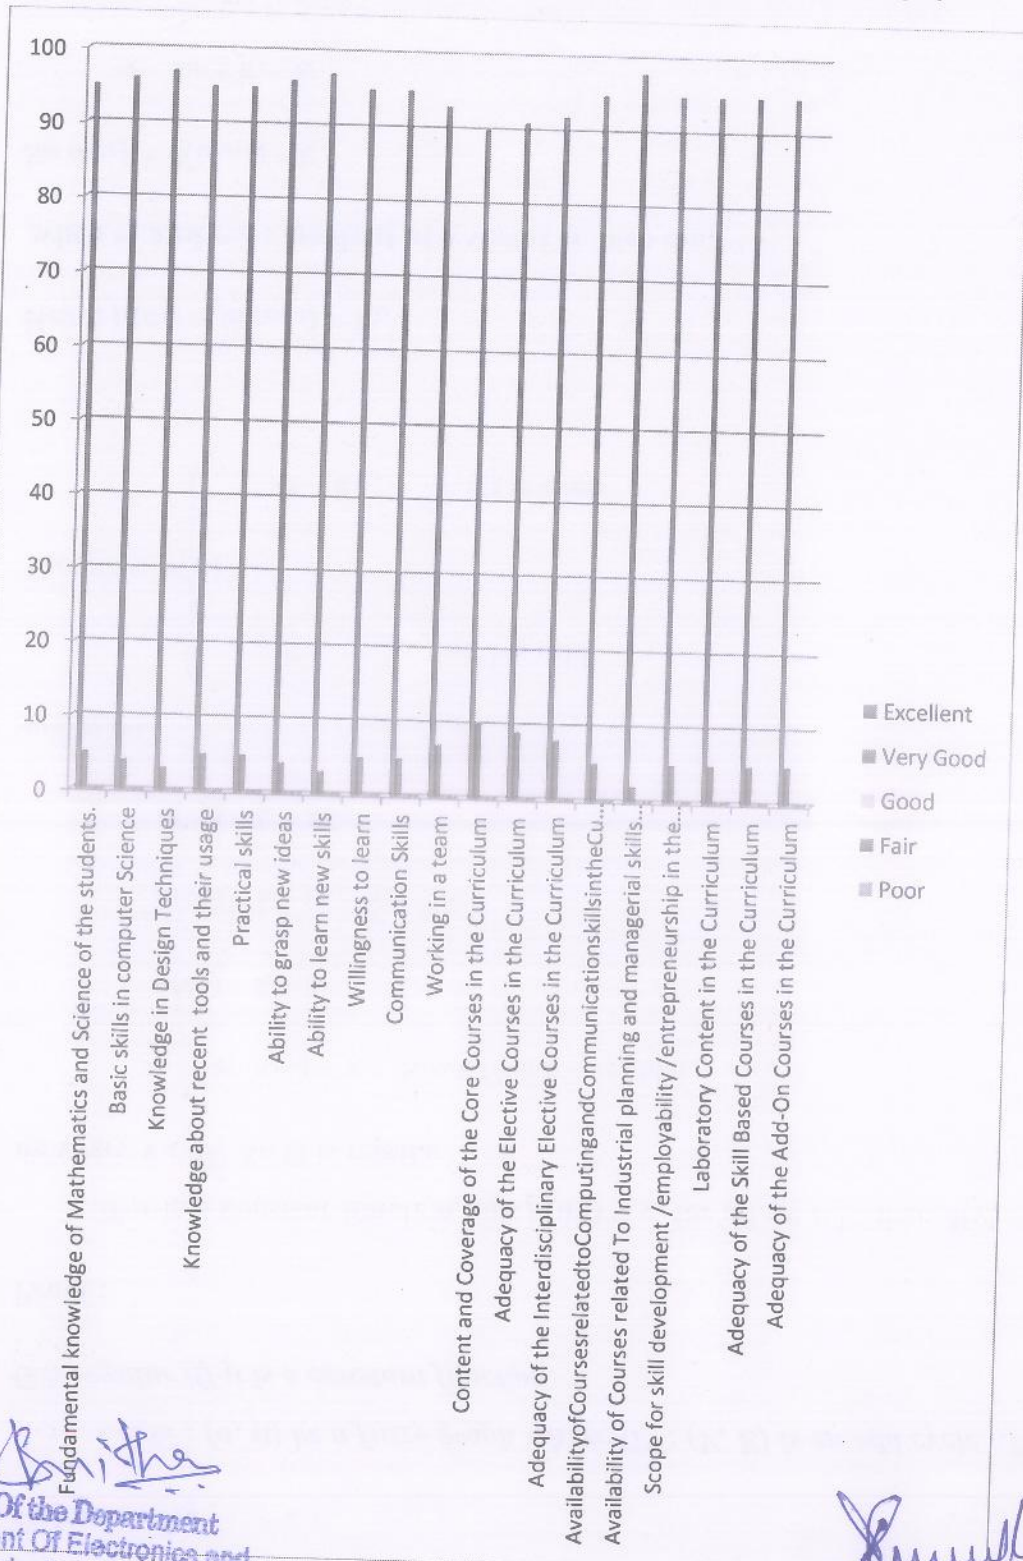 100
90
80
70
60
50
40
30
20
10
0
Fundamental knowledge of Mathematics and Science of the students.
Basic skills in computer Science
Knowledge in Design Techniques
Knowledge about recent tools and their usage
Practical skills
Ability to grasp new ideas
Ability to learn new skills
Willingness to learn
Communication Skills
Working in a team
Content and Coverage of the Core Courses in the Curriculum
Adequacy of the Elective Courses in the Curriculum
Adequacy of the Interdisciplinary Elective Courses in the Curriculum
AvailabilityofCoursesrelatedtoComputingandCommunicationskillsintheCu...
Availability of Courses related To Industrial planning and managerial skills...
Scope for skill development /employability /entrepreneurship in the...
Laboratory Content in the Curriculum
Adequacy of the Skill Based Courses in the Curriculum
Adequacy of the Add-On Courses in the Curriculum
Excellent
Very Good
Good
Fair
Poor
Of the Department
nt Of Electronics and